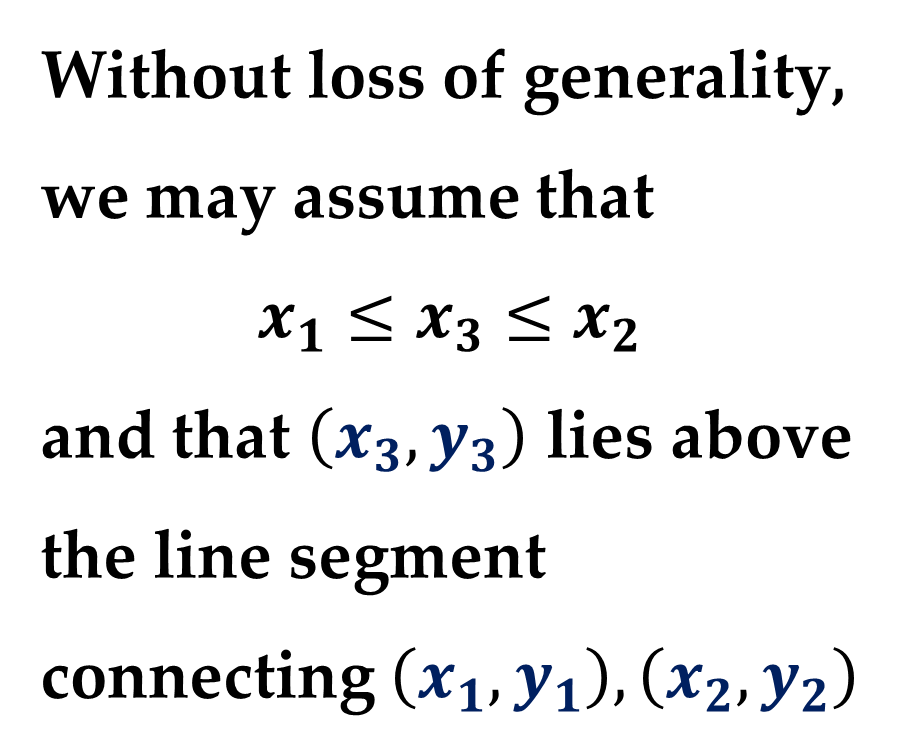 Without loss of generality,
we may assume that
x₁ ≤ x₃ ≤ x₂
and that (x₃, y₃) lies above
the line segment
connecting (x₁, y₁), (x₂, y₂)